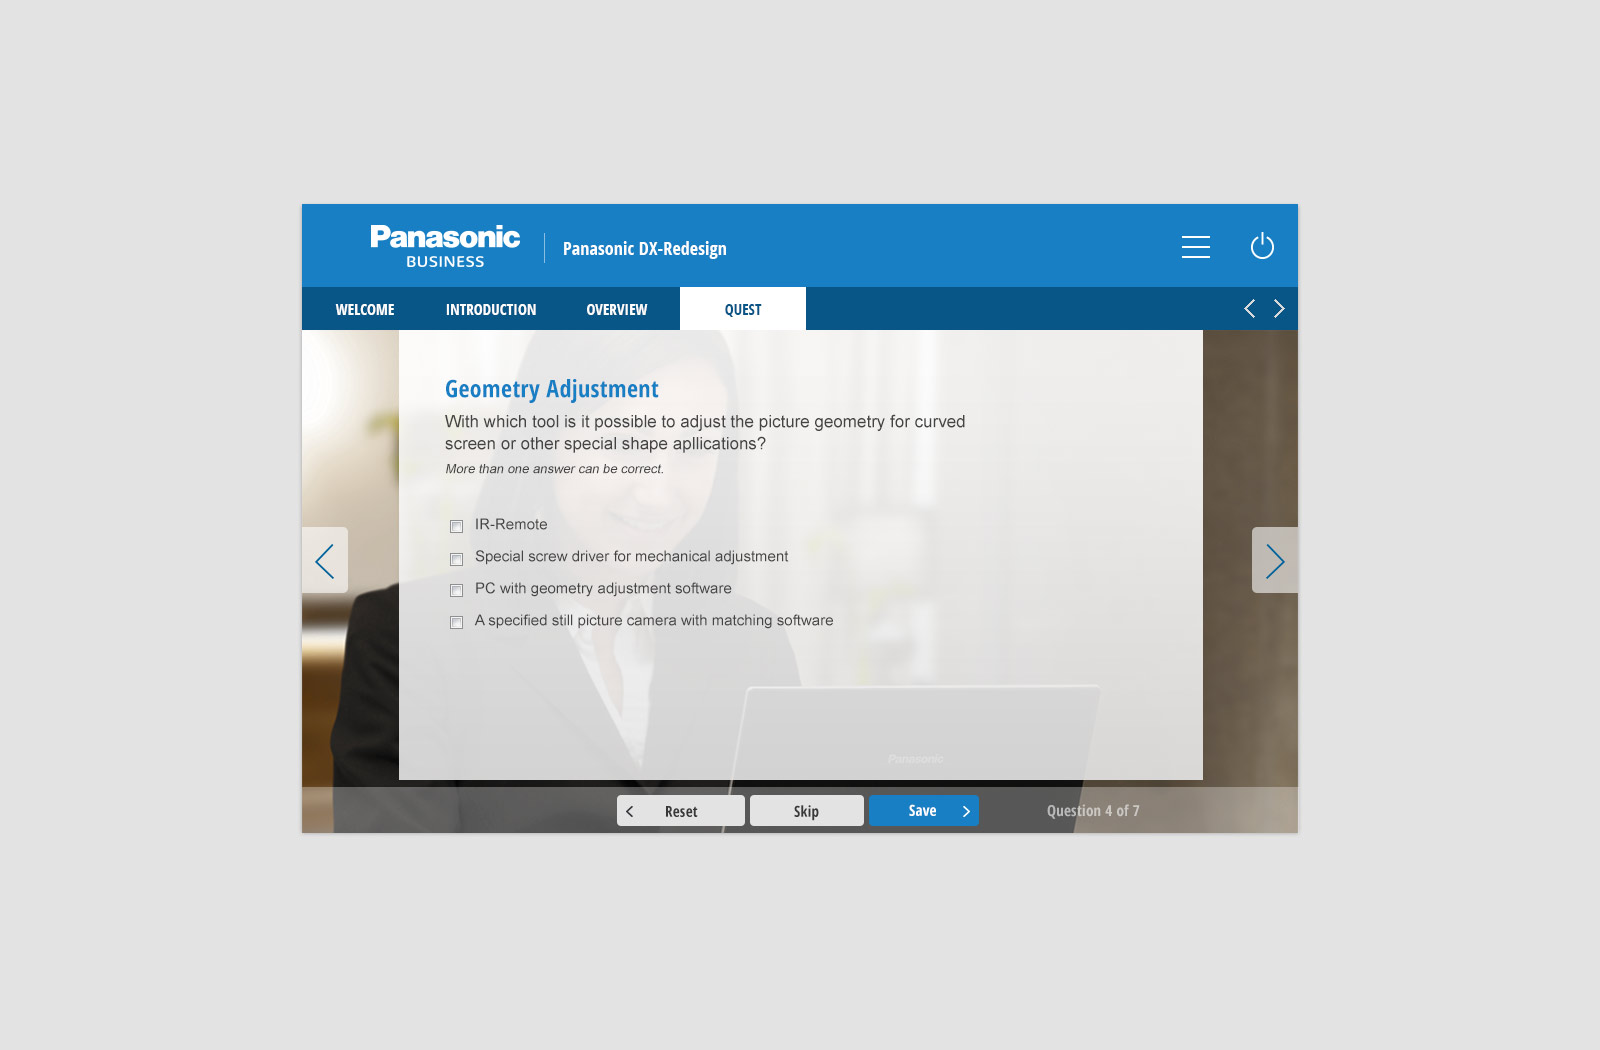 Panasonic
BUSINESS
Panasonic DX-Redesign
WELCOME
INTRODUCTION
OVERVIEW
QUEST
Geometry Adjustment
With which tool is it possible to adjust the picture geometry for curved
screen or other special shape apllications?
More than one answer can be correct.
IR-Remote
Special screw driver for mechanical adjustment
PC with geometry adjustment software
A specified still picture camera with matching software
Panasonic
Reset
Skip
Save
Question 4 of 7